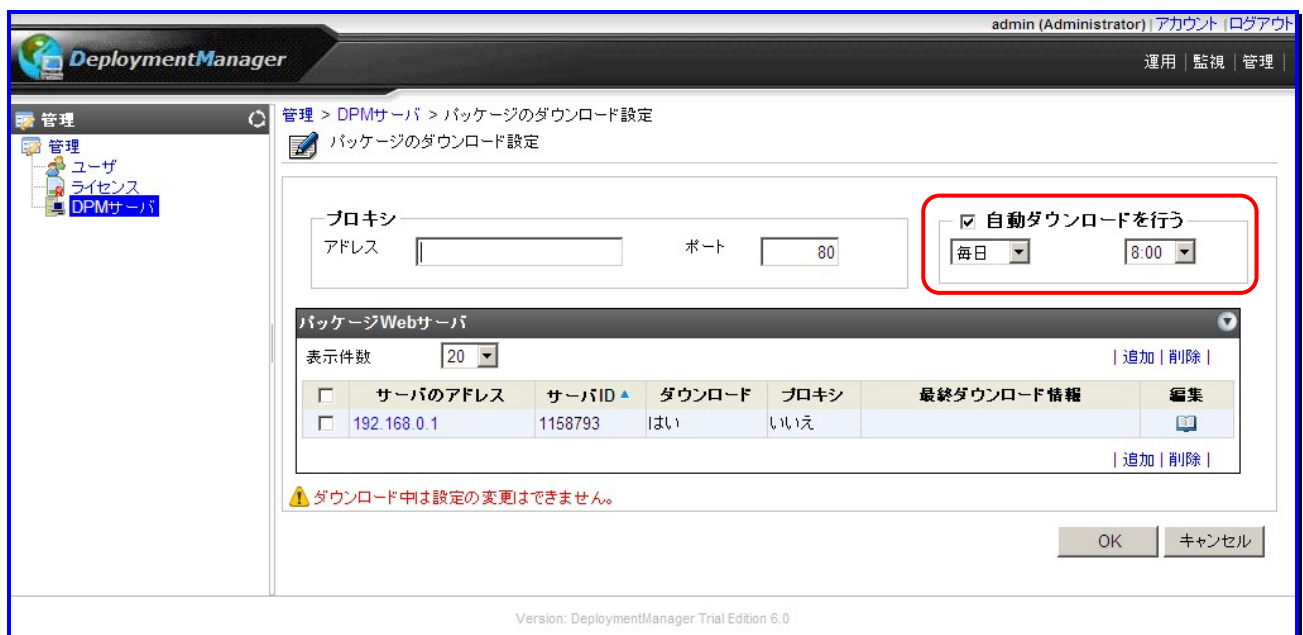 admin (Administrator) | アカウント | ログアウト
DeploymentManager
運用 | 監視 | 管理 |
管理
管理
ユーザ
ライセンス
DPMサーバ
管理 > DPMサーバ > パッケージのダウンロード設定
パッケージのダウンロード設定
プロキシ
アドレス ポート 80
自動ダウンロードを行う
毎日 8:00
パッケージWebサーバ
表示件数 20 | 追加 | 削除 |
サーバのアドレス サーバID ダウンロード プロキシ 最終ダウンロード情報 編集
192.168.0.1 1158793 はい いいえ
| 追加 | 削除 |
ダウンロード中は設定の変更はできません。
OK キャンセル
Version: DeploymentManager Trial Edition 6.0